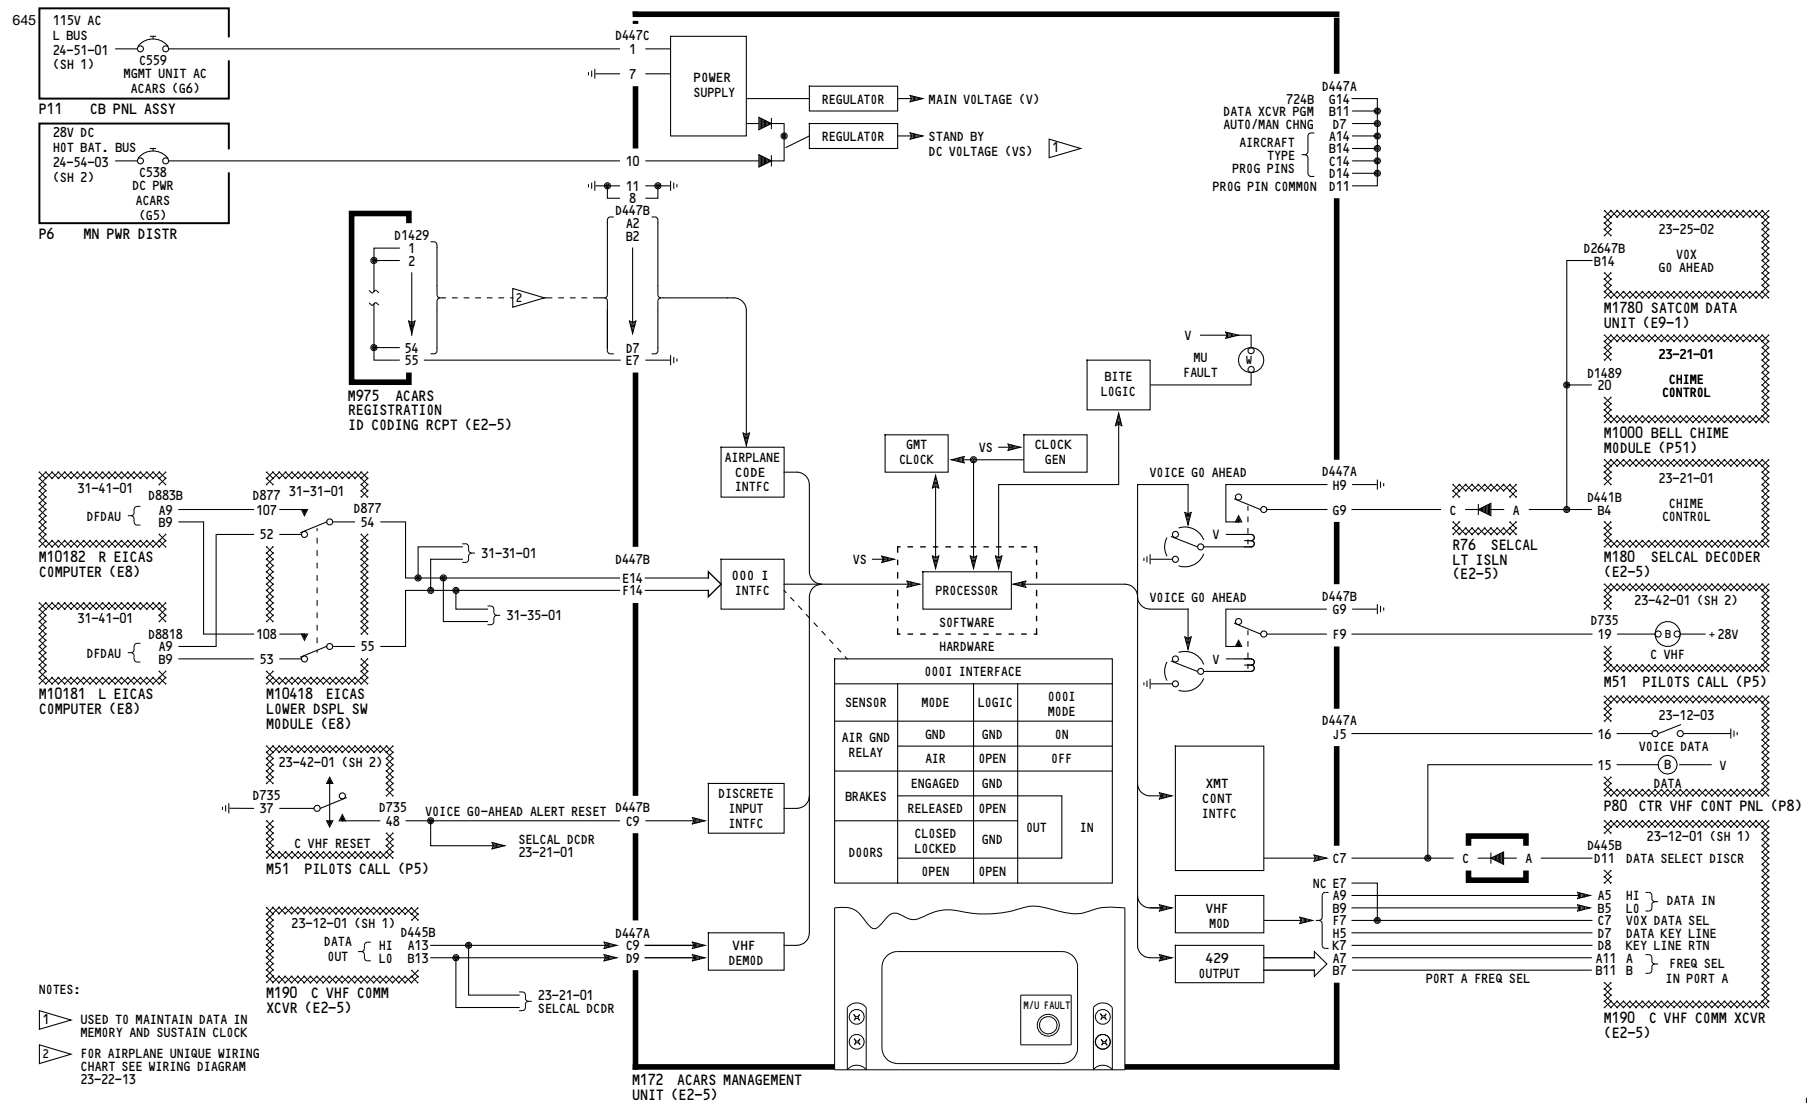 645
115V AC
L BUS
24-51-01
(SH 1)
C559
MGMT UNIT AC
ACARS (G6)
P11 CB PNL ASSY
28V DC
HOT BAT. BUS
24-54-03
(SH 2)
C538
DC PWR
ACARS
(G5)
P6 MN PWR DISTR
D447C
1
7
10
11
8
D447B
A2
B2
D7
E7
POWER
SUPPLY
REGULATOR
MAIN VOLTAGE (V)
REGULATOR
STAND BY
DC VOLTAGE (VS)
1
D447A
724B G14
DATA XCVR PGM B11
AUTO/MAN CHNG D7
AIRCRAFT
TYPE
PROG PINS
A14
B14
C14
D14
PROG PIN COMMON D11
D1429
1
2
54
55
2
M975 ACARS
REGISTRATION
ID CODING RCPT (E2-5)
23-25-02
D2647B
B14
VOX
GO AHEAD
M1780 SATCOM DATA
UNIT (E9-1)
23-21-01
D1489
20
CHIME
CONTROL
M1000 BELL CHIME
MODULE (P51)
23-21-01
D441B
B4
CHIME
CONTROL
M180 SELCAL DECODER
(E2-5)
V
MU
FAULT
W
BITE
LOGIC
AIRPLANE
CODE
INTFC
GMT
CLOCK
VS
CLOCK
GEN
VOICE GO AHEAD
V
D447A
H9
G9
C A
R76 SELCAL
LT ISLN
(E2-5)
31-41-01
D883B
DFDAU
A9
B9
M10182 R EICAS
COMPUTER (E8)
31-41-01
D8818
DFDAU
A9
B9
M10181 L EICAS
COMPUTER (E8)
D877
31-31-01
107
52
D877
54
108
53
55
M10418 EICAS
LOWER DSPL SW
MODULE (E8)
31-31-01
31-35-01
D447B
E14
F14
OOO I
INTFC
VS
PROCESSOR
SOFTWARE
HARDWARE
VOICE GO AHEAD
V
D447B
G9
F9
23-42-01 (SH 2)
D735
19
B
+28V
C VHF
M51 PILOTS CALL (P5)
OOOI INTERFACE
SENSOR MODE LOGIC OOOI
MODE
AIR GND
RELAY
GND GND ON
AIR OPEN OFF
BRAKES
ENGAGED GND
RELEASED OPEN
DOORS
CLOSED
LOCKED
GND
OPEN OPEN
OUT
IN
23-42-01 (SH 2)
D735
37
D735
48
C VHF RESET
M51 PILOTS CALL (P5)
VOICE GO-AHEAD ALERT RESET
D447B
C9
SELCAL DCDR
23-21-01
DISCRETE
INPUT
INTFC
D447A
J5
23-12-03
16
VOICE DATA
15
B
V
DATA
P80 CTR VHF CONT PNL (P8)
XMT
CONT
INTFC
C7
C A
23-12-01 (SH 1)
D445B
D11 DATA SELECT DISCR
23-12-01 (SH 1)
D445B
DATA
OUT
HI A13
LO B13
M190 C VHF COMM
XCVR (E2-5)
23-21-01
SELCAL DCDR
D447A
C9
D9
VHF
DEMOD
VHF
MOD
NC E7
A9
B9
F7
H5
K7
A7
B7
429
OUTPUT
PORT A FREQ SEL
A5 HI
B5 LO
DATA IN
C7 VOX DATA SEL
D7 DATA KEY LINE
D8 KEY LINE RTN
A11 A
B11 B
FREQ SEL
IN PORT A
M190 C VHF COMM XCVR
(E2-5)
M/U FAULT
M172 ACARS MANAGEMENT
UNIT (E2-5)
NOTES:
1 USED TO MAINTAIN DATA IN
MEMORY AND SUSTAIN CLOCK
2 FOR AIRPLANE UNIQUE WIRING
CHART SEE WIRING DIAGRAM
23-22-13